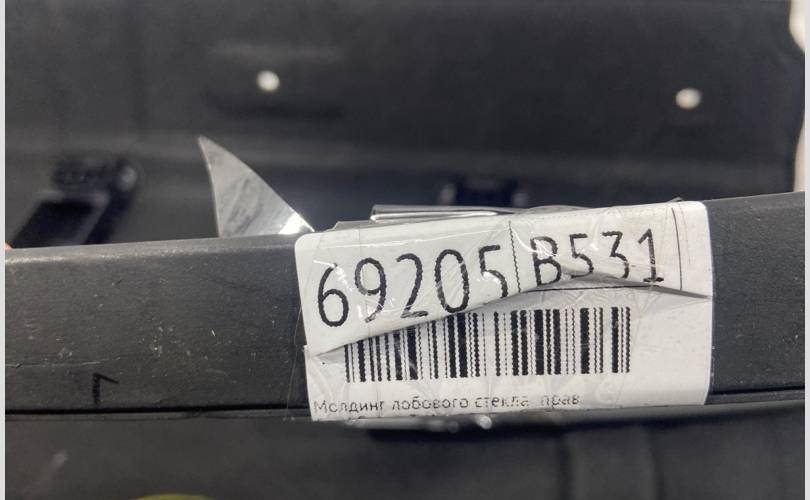 69205 B531
Молдинг лобового стекла прав
Г